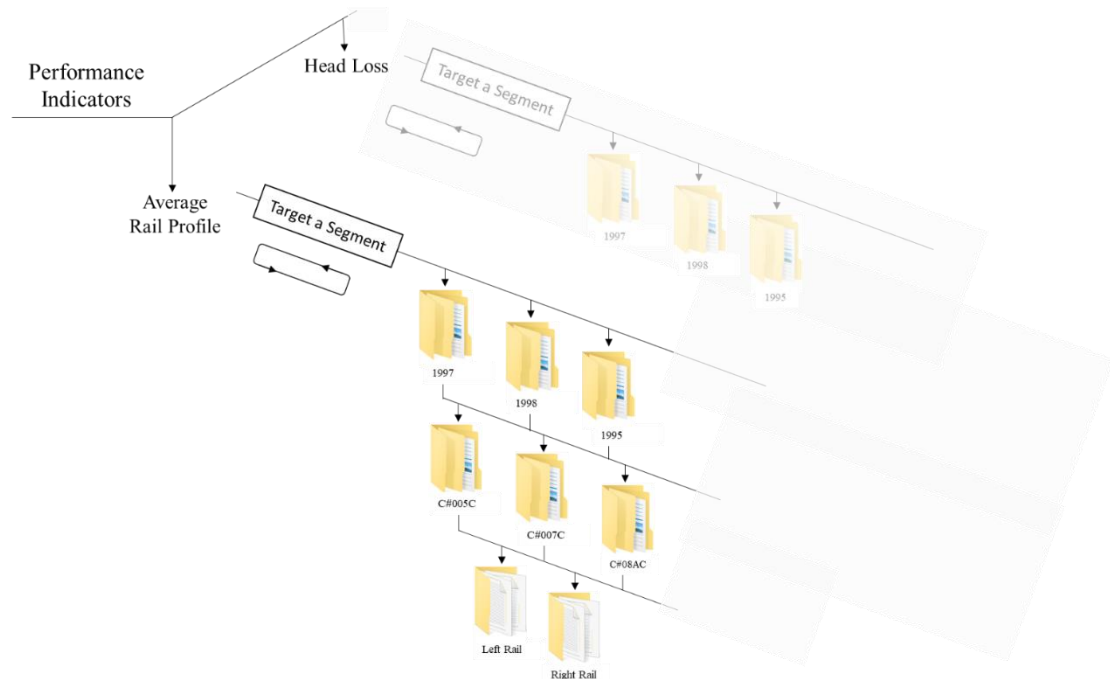 Performance
Indicators
Head Loss
Target a Segment
1997
1998
1995
Average
Rail Profile
Target a Segment
1997
1998
1995
C#005C
C#007C
C#08AC
Left Rail
Right Rail